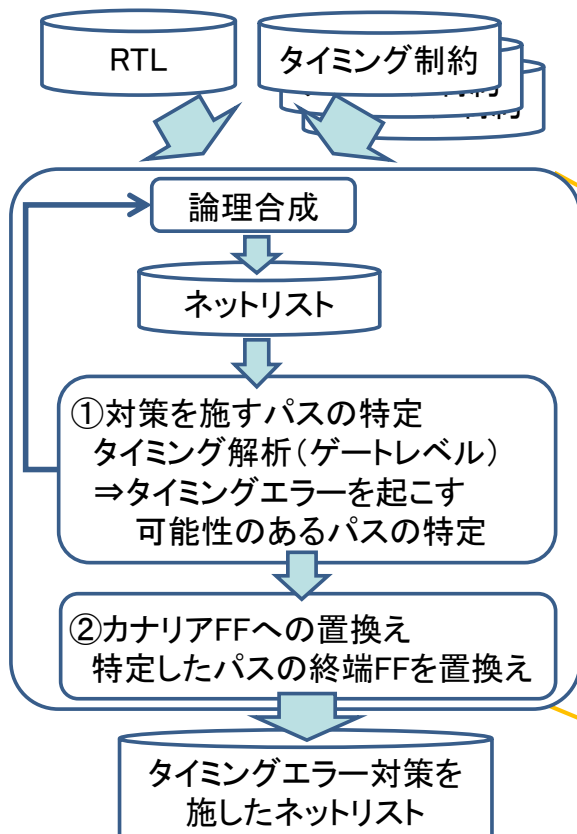 RTL
タイミング制約
制約
制約
論理合成
ネットリスト
①対策を施すパスの特定
タイミング解析(ゲートレベル)
⇒タイミングエラーを起こす
可能性のあるパスの特定
②カナリアFFへの置換え
特定したパスの終端FFを置換え
タイミングエラー対策を
施したネットリスト